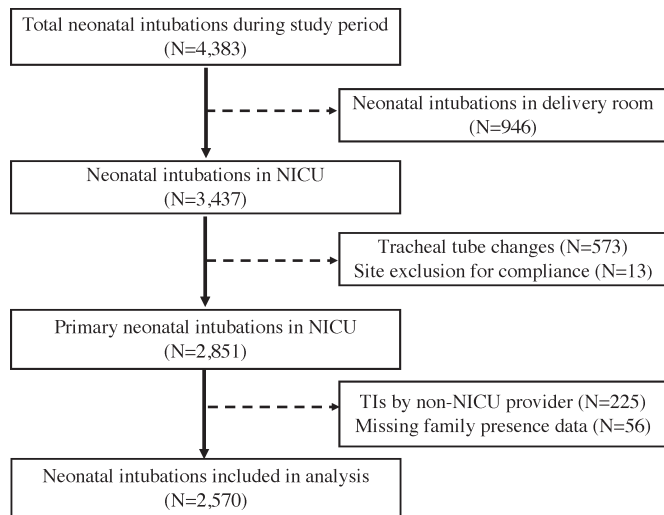 Total neonatal intubations during study period
(N=4,383)
Neonatal intubations in delivery room
(N=946)
Neonatal intubations in NICU
(N=3,437)
Tracheal tube changes (N=573)
Site exclusion for compliance (N=13)
Primary neonatal intubations in NICU
(N=2,851)
TIs by non-NICU provider (N=225)
Missing family presence data (N=56)
Neonatal intubations included in analysis
(N=2,570)